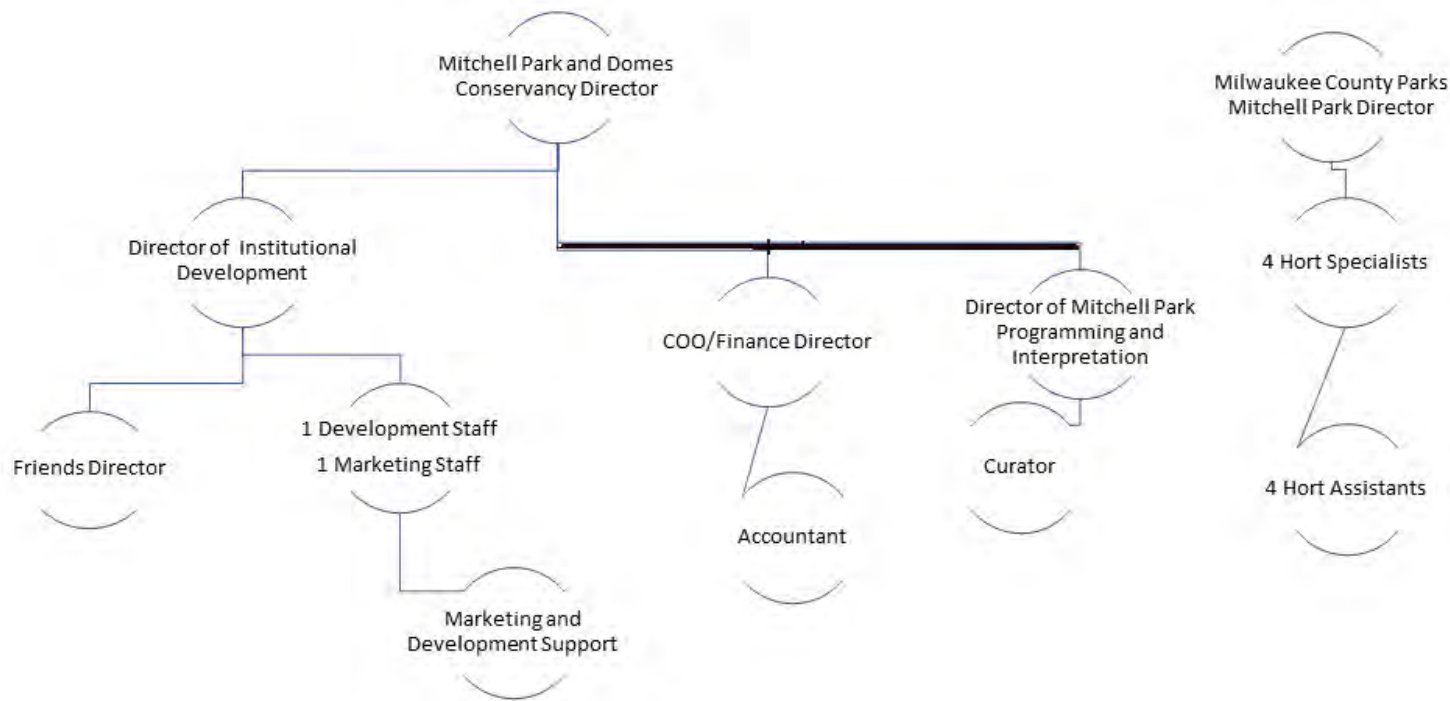 Mitchell Park and Domes
Conservancy Director
Milwaukee County Parks
Mitchell Park Director
Director of Institutional
Development
4 Hort Specialists
COO/Finance Director
Director of Mitchell Park
Programming and
Interpretation
Friends Director
1 Development Staff
1 Marketing Staff
Curator
4 Hort Assistants
Accountant
Marketing and
Development Support